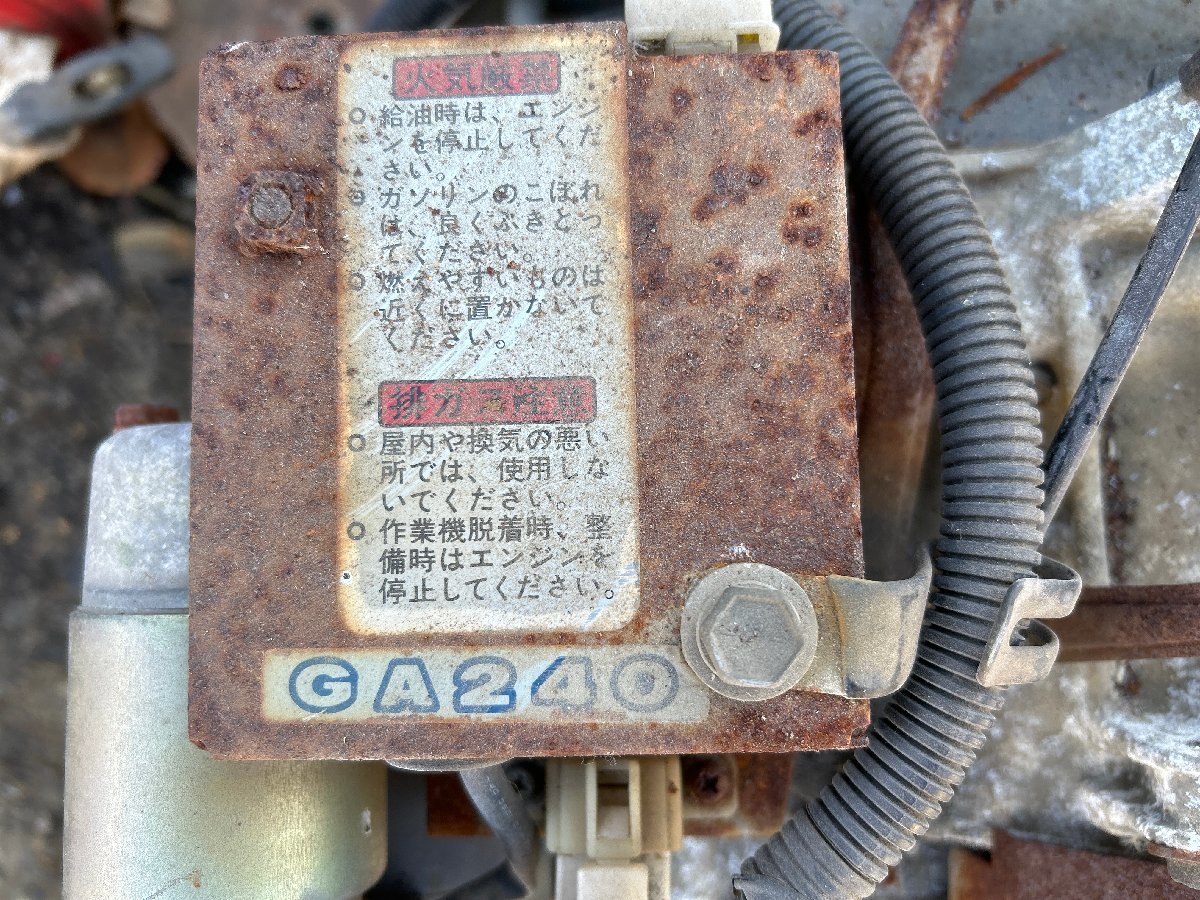 火気厳禁
○ 給油時は、エンジ
ンを停止してくだ
さい。
○ ガソリンのこぼれ
は、良くふきとっ
てください。
○ 燃えやすいものは
近くに置かないで
ください。
排ガス
○ 屋内や換気の悪い
所では、使用しな
いでください。
○ 作業機脱着時、整
備時はエンジンを
停止してください。
GA240